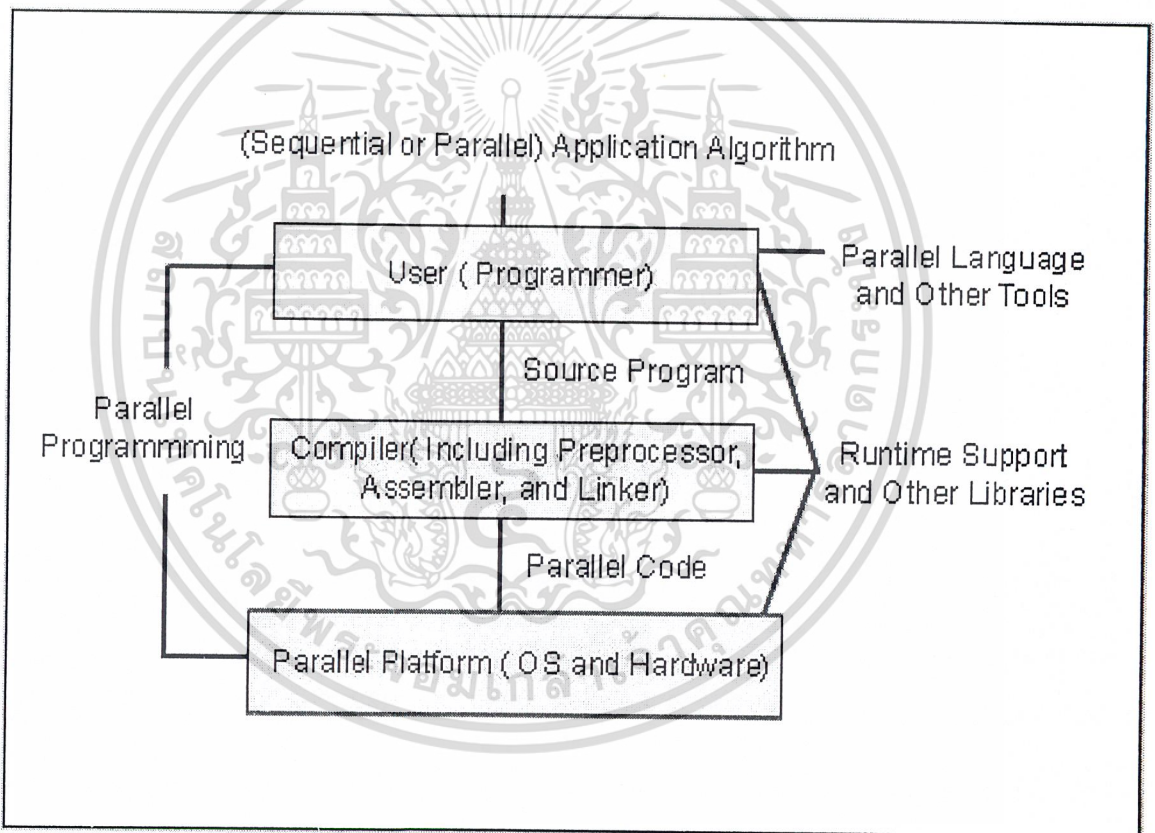 (Sequential or Parallel) Application Algorithm
User ( Programmer)
Parallel Language
and Other Tools
Source Program
Parallel
Programmming
Compiler( Including Preprocessor,
Assembler, and Linker)
Runtime Support
and Other Libraries
Parallel Code
Parallel Platform ( OS and Hardware)